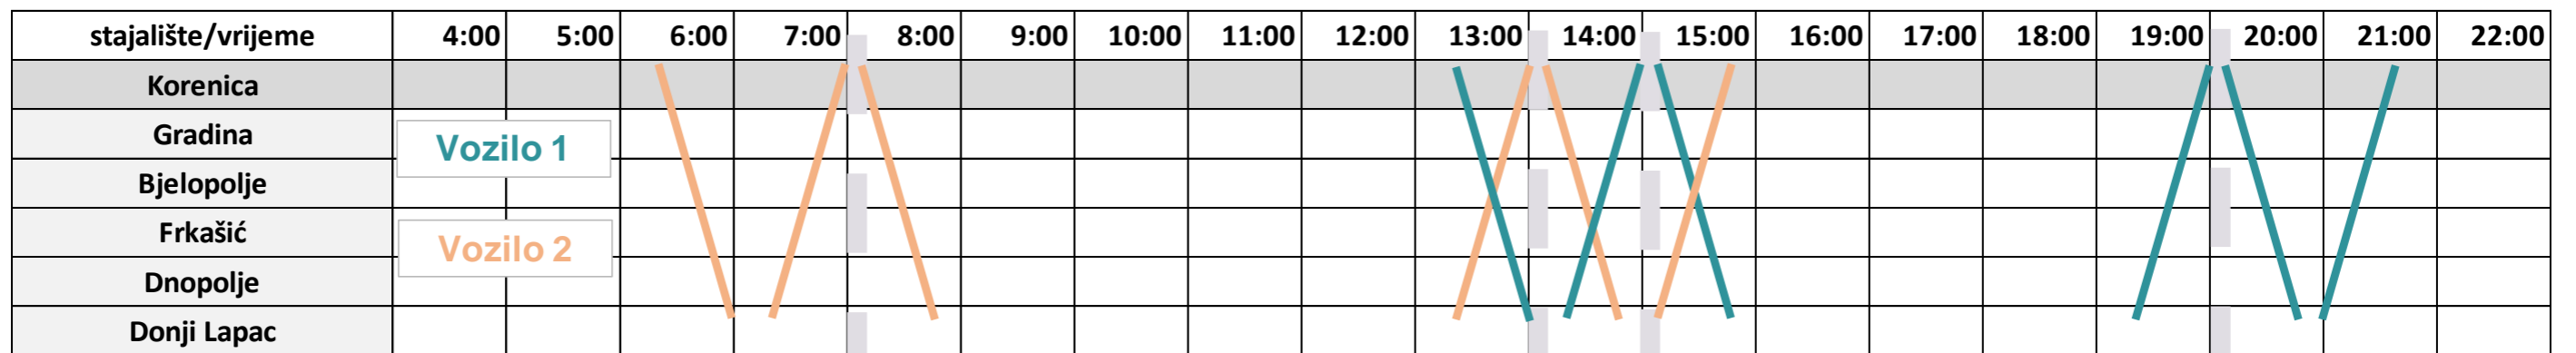 stajalište/vrijeme 4:00 5:00 6:00 7:00 8:00 9:00 10:00 11:00 12:00 13:00 14:00 15:00 16:00 17:00 18:00 19:00 20:00 21:00 22:00
Korenica
Gradina
Vozilo 1
Bjelopolje
Frkašić
Vozilo 2
Dnopolje
Donji Lapac